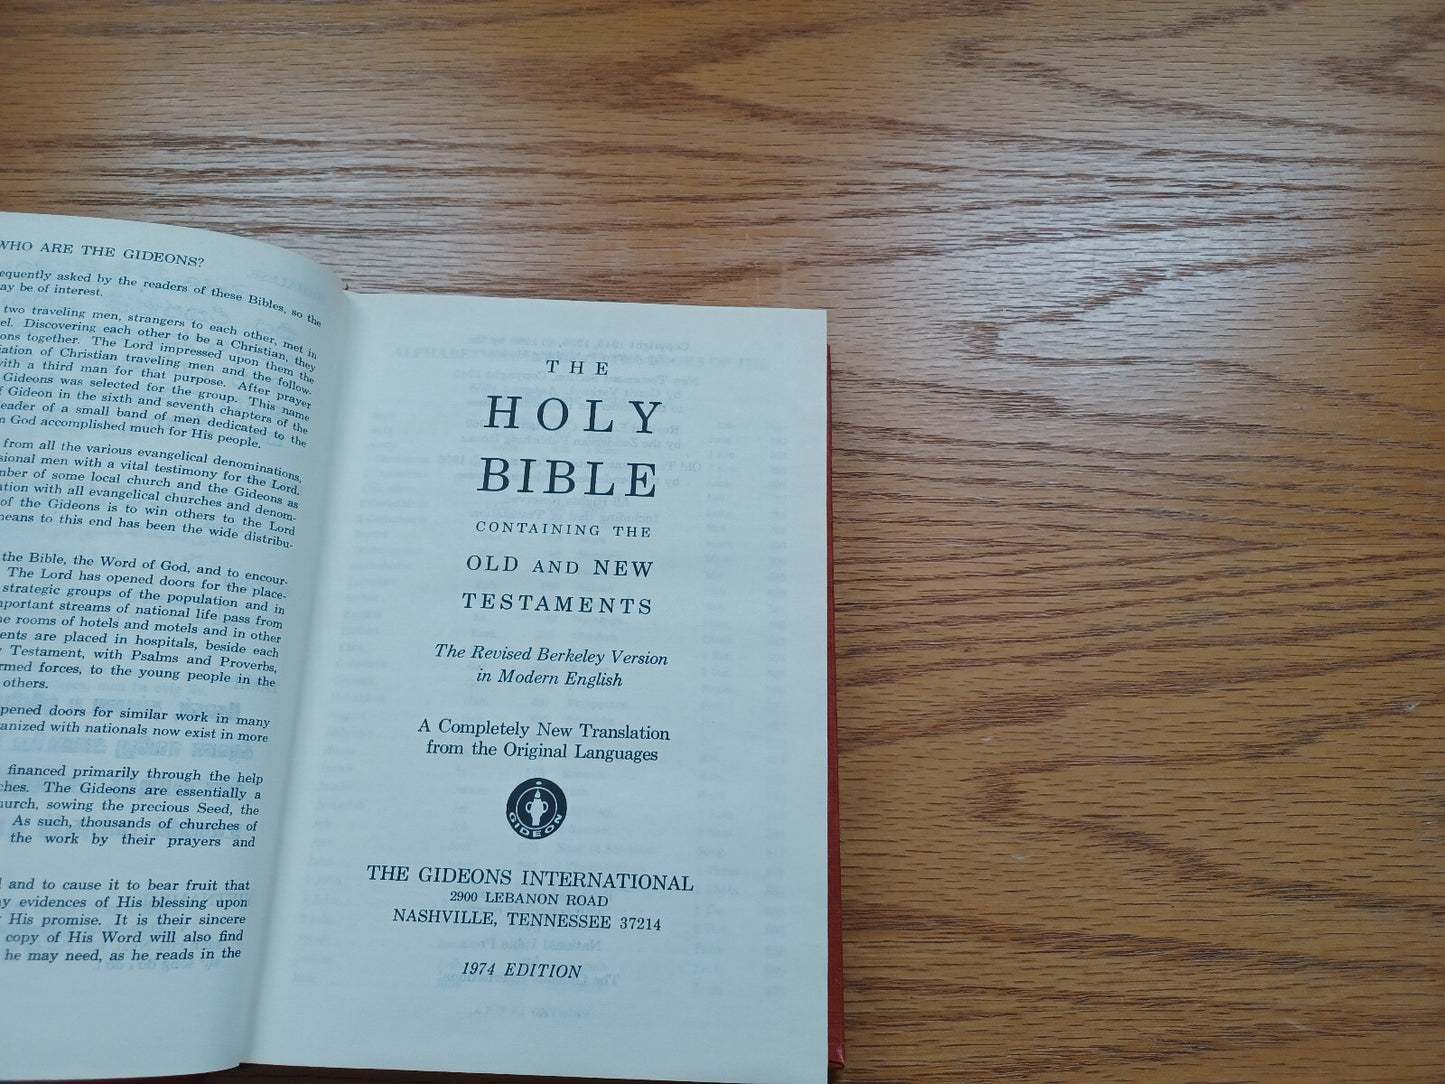 WHO ARE THE GIDEONS?
equently asked by the readers of these Bibles, so the
ay be of interest.
two traveling men, strangers to each other, met in
el. Discovering each other to be a Christian, they
ons together. The Lord impressed upon them the
iation of Christian traveling men and the follow-
with a third man for that purpose. After prayer
Gideons was selected for the group. This name
f Gideon in the sixth and seventh chapters of the
leader of a small band of men dedicated to the
m God accomplished much for His people.
from all the various evangelical denominations,
sional men with a vital testimony for the Lord.
mber of some local church and the Gideons as
ation with all evangelical churches and denom-
of the Gideons is to win others to the Lord
means to this end has been the wide distribu-
the Bible, the Word of God, and to encour-
The Lord has opened doors for the place-
strategic groups of the population and in
mportant streams of national life pass from
he rooms of hotels and motels and in other
ents are placed in hospitals, beside each
Testament, with Psalms and Proverbs,
rmed forces, to the young people in the
others.
pened doors for similar work in many
ganized with nationals now exist in more
financed primarily through the help
ches. The Gideons are essentially a
hurch, sowing the precious Seed, the
As such, thousands of churches of
the work by their prayers and
d and to cause it to bear fruit that
ny evidences of His blessing upon
His promise. It is their sincere
copy of His Word will also find
he may need, as he reads in the
THE
HOLY
BIBLE
CONTAINING THE
OLD AND NEW
TESTAMENTS
The Revised Berkeley Version
in Modern English
A Completely New Translation
from the Original Languages
GIDEON
THE GIDEONS INTERNATIONAL
2900 LEBANON ROAD
NASHVILLE, TENNESSEE 37214
1974 EDITION